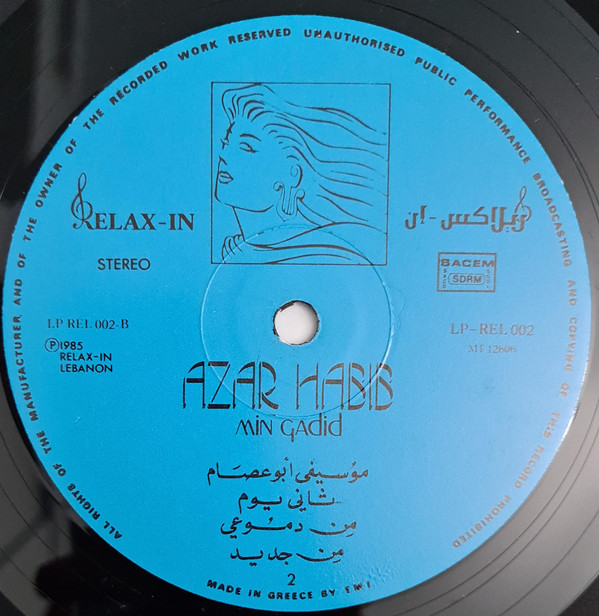 ALL RIGHTS OF THE MANUFACTURER AND OF THE OWNER OF THE RECORDED WORK RESERVED UNAUTHORISED PUBLIC PERFORMANCE BROADCASTING AND COPYING OF THIS RECORD PROHIBITED
RELAX-IN
ريلاكس - إن
STEREO
SACEM
SDRM
LP REL 002-B
LP-REL 002
MT 12606
℗1985
RELAX-IN
LEBANON
AZAR HABIB
MIN GADID
موسيقى أبو عصام
ثاني يوم
من دموعي
من جديد
2
MADE IN GREECE BY EMI